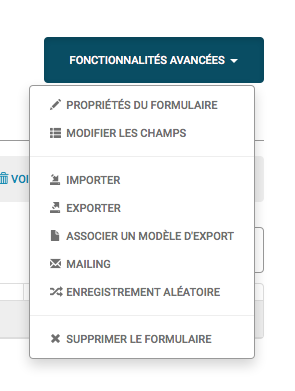 FONCTIONNALITÉS AVANCÉES
PROPRIÉTÉS DU FORMULAIRE
MODIFIER LES CHAMPS
VOI
IMPORTER
EXPORTER
ASSOCIER UN MODÈLE D'EXPORT
MAILING
ENREGISTREMENT ALÉATOIRE
SUPPRIMER LE FORMULAIRE